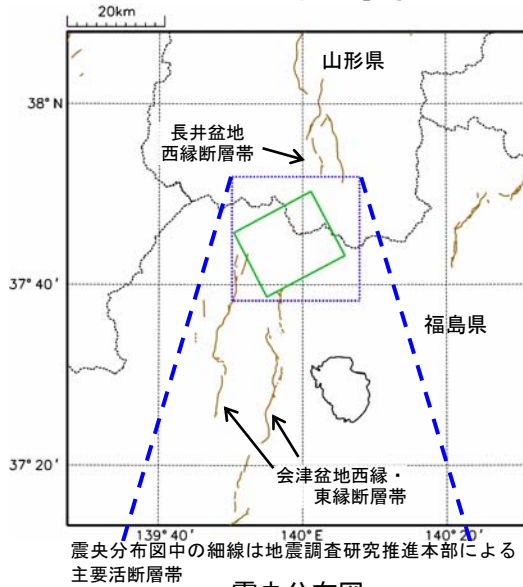 20km
山形県
38°N
長井盆地
西縁断層帯
37°40′
福島県
37°20′
会津盆地西縁・
東縁断層帯
139°40′
140°E
140°20′
震央分布図中の細線は地震調査研究推進本部による
主要活断層帯